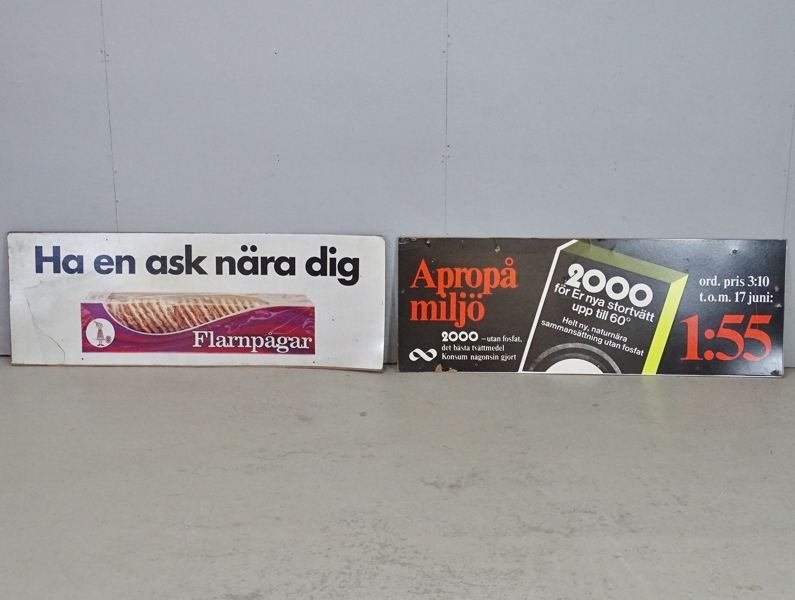 Ha en ask nära dig
Flarnpågar
Apropå
miljö
2000 – utan fosfat,
det bästa tvättmedel
Konsum någonsin gjort
2000
för Er nya stortvätt
upp till 60°
Helt ny, naturnära
sammansättning utan fosfat
ord. pris 3:10
t.o.m. 17 juni:
1:55